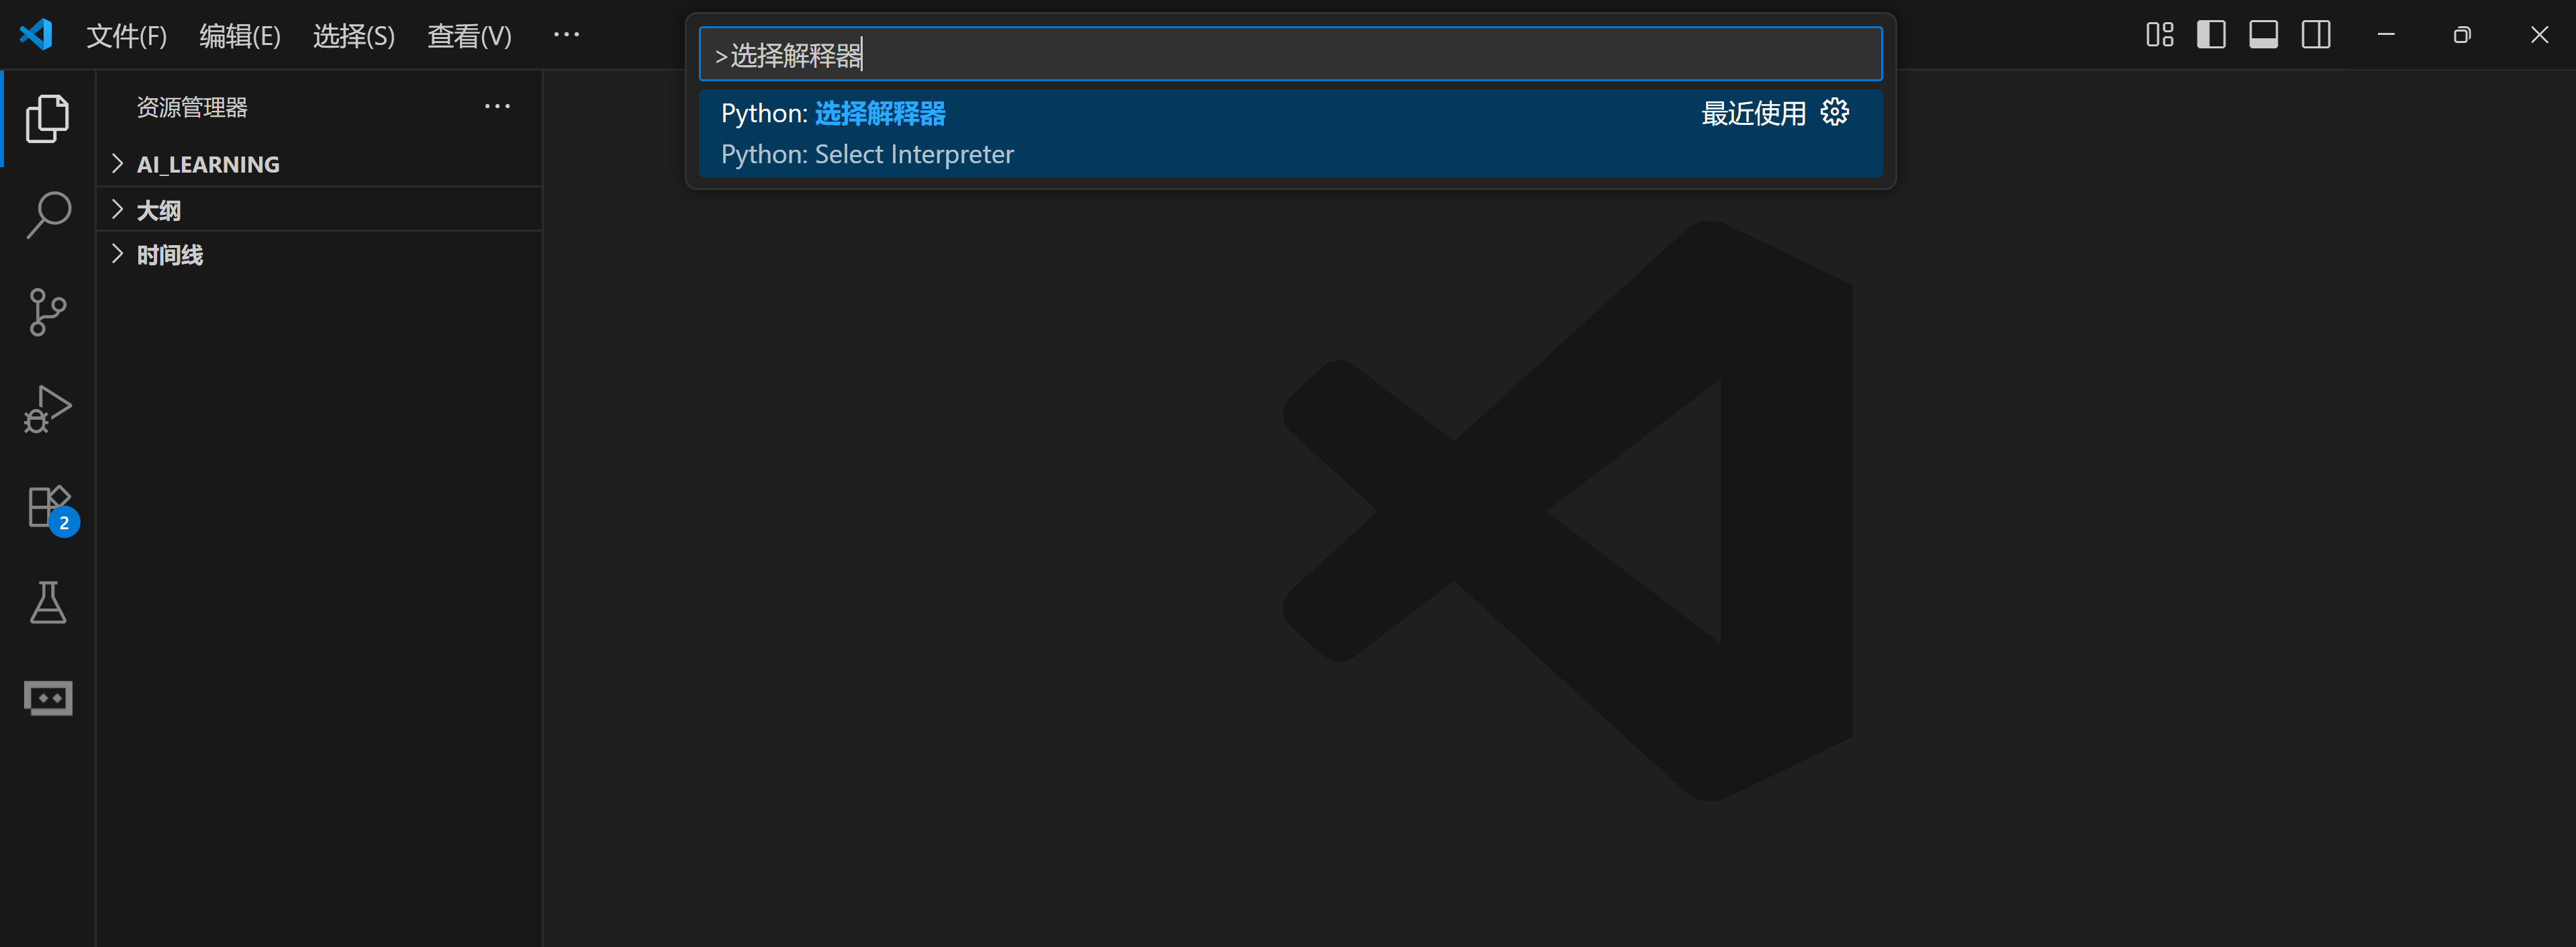 文件(F) 编辑(E) 选择(S) 查看(V) ···
>选择解释器
Python: 选择解释器 最近使用
Python: Select Interpreter
资源管理器 ···
AI_LEARNING
大纲
时间线
2